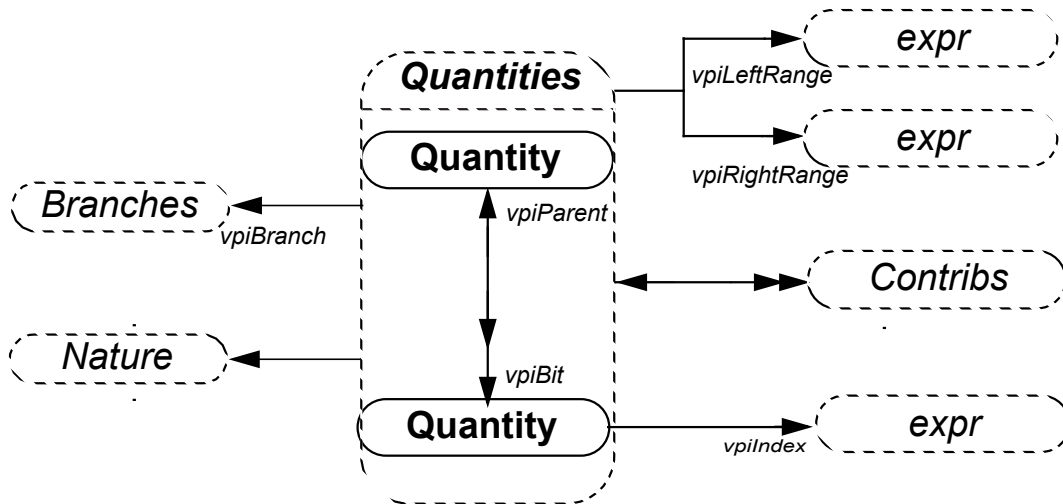 expr
Quantities
vpiLeftRange
expr
Quantity
vpiRightRange
Branches
vpiParent
vpiBranch
Contribs
Nature
vpiBit
Quantity
expr
vpiIndex